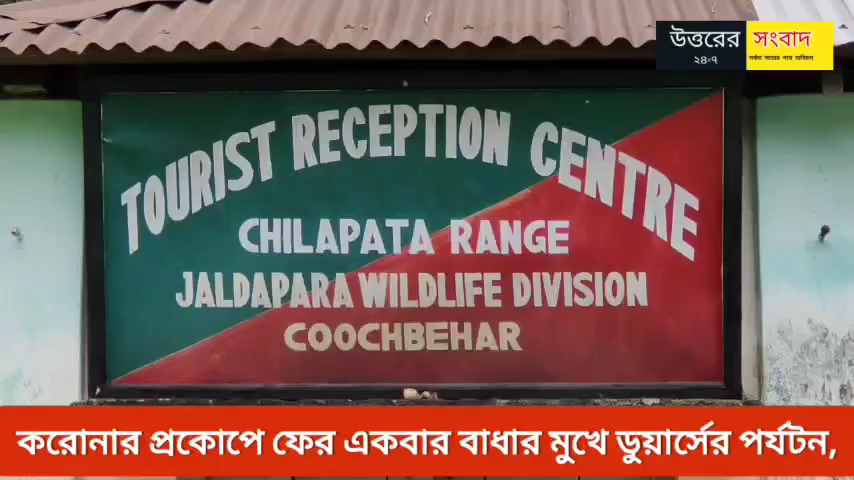 উত্তরের সংবাদ
২৪×৭
TOURIST RECEPTION CENTRE
CHILAPATA RANGE
JALDAPARA WILDLIFE DIVISION
COOCHBEHAR
করোনার প্রকোপে ফের একবার বাধার মুখে ডুয়ার্সের পর্যটন,